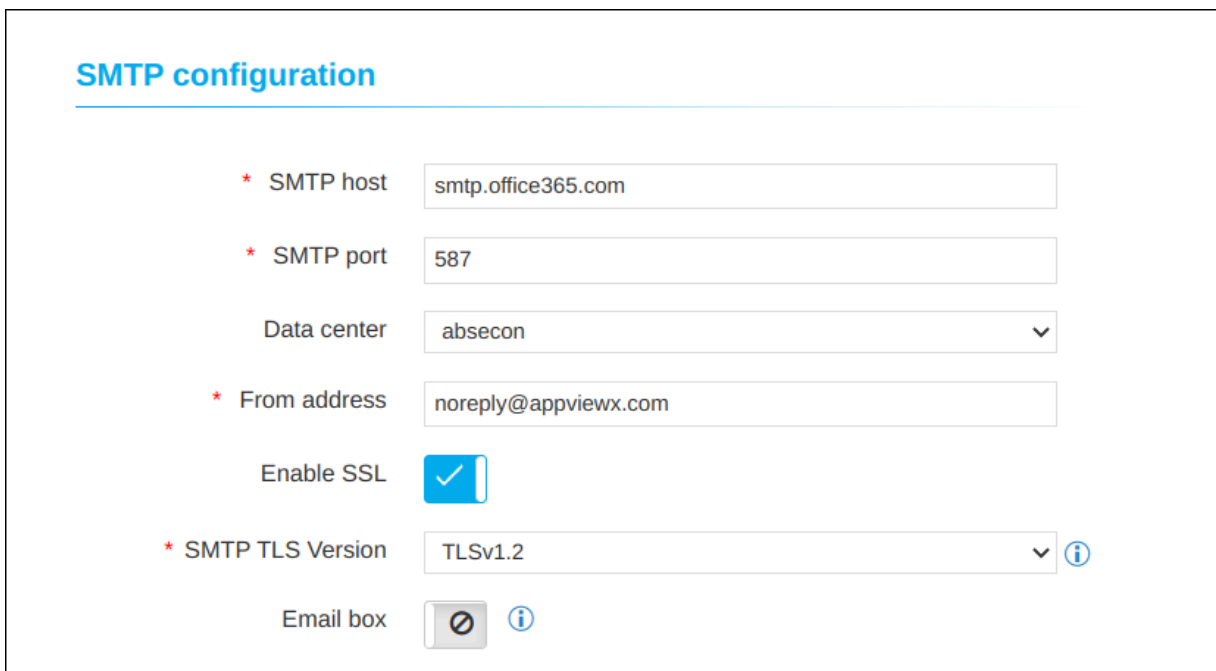 SMTP configuration
* SMTP host smtp.office365.com
* SMTP port 587
Data center absecon
* From address noreply@appviewx.com
Enable SSL
* SMTP TLS Version TLSv1.2
Email box